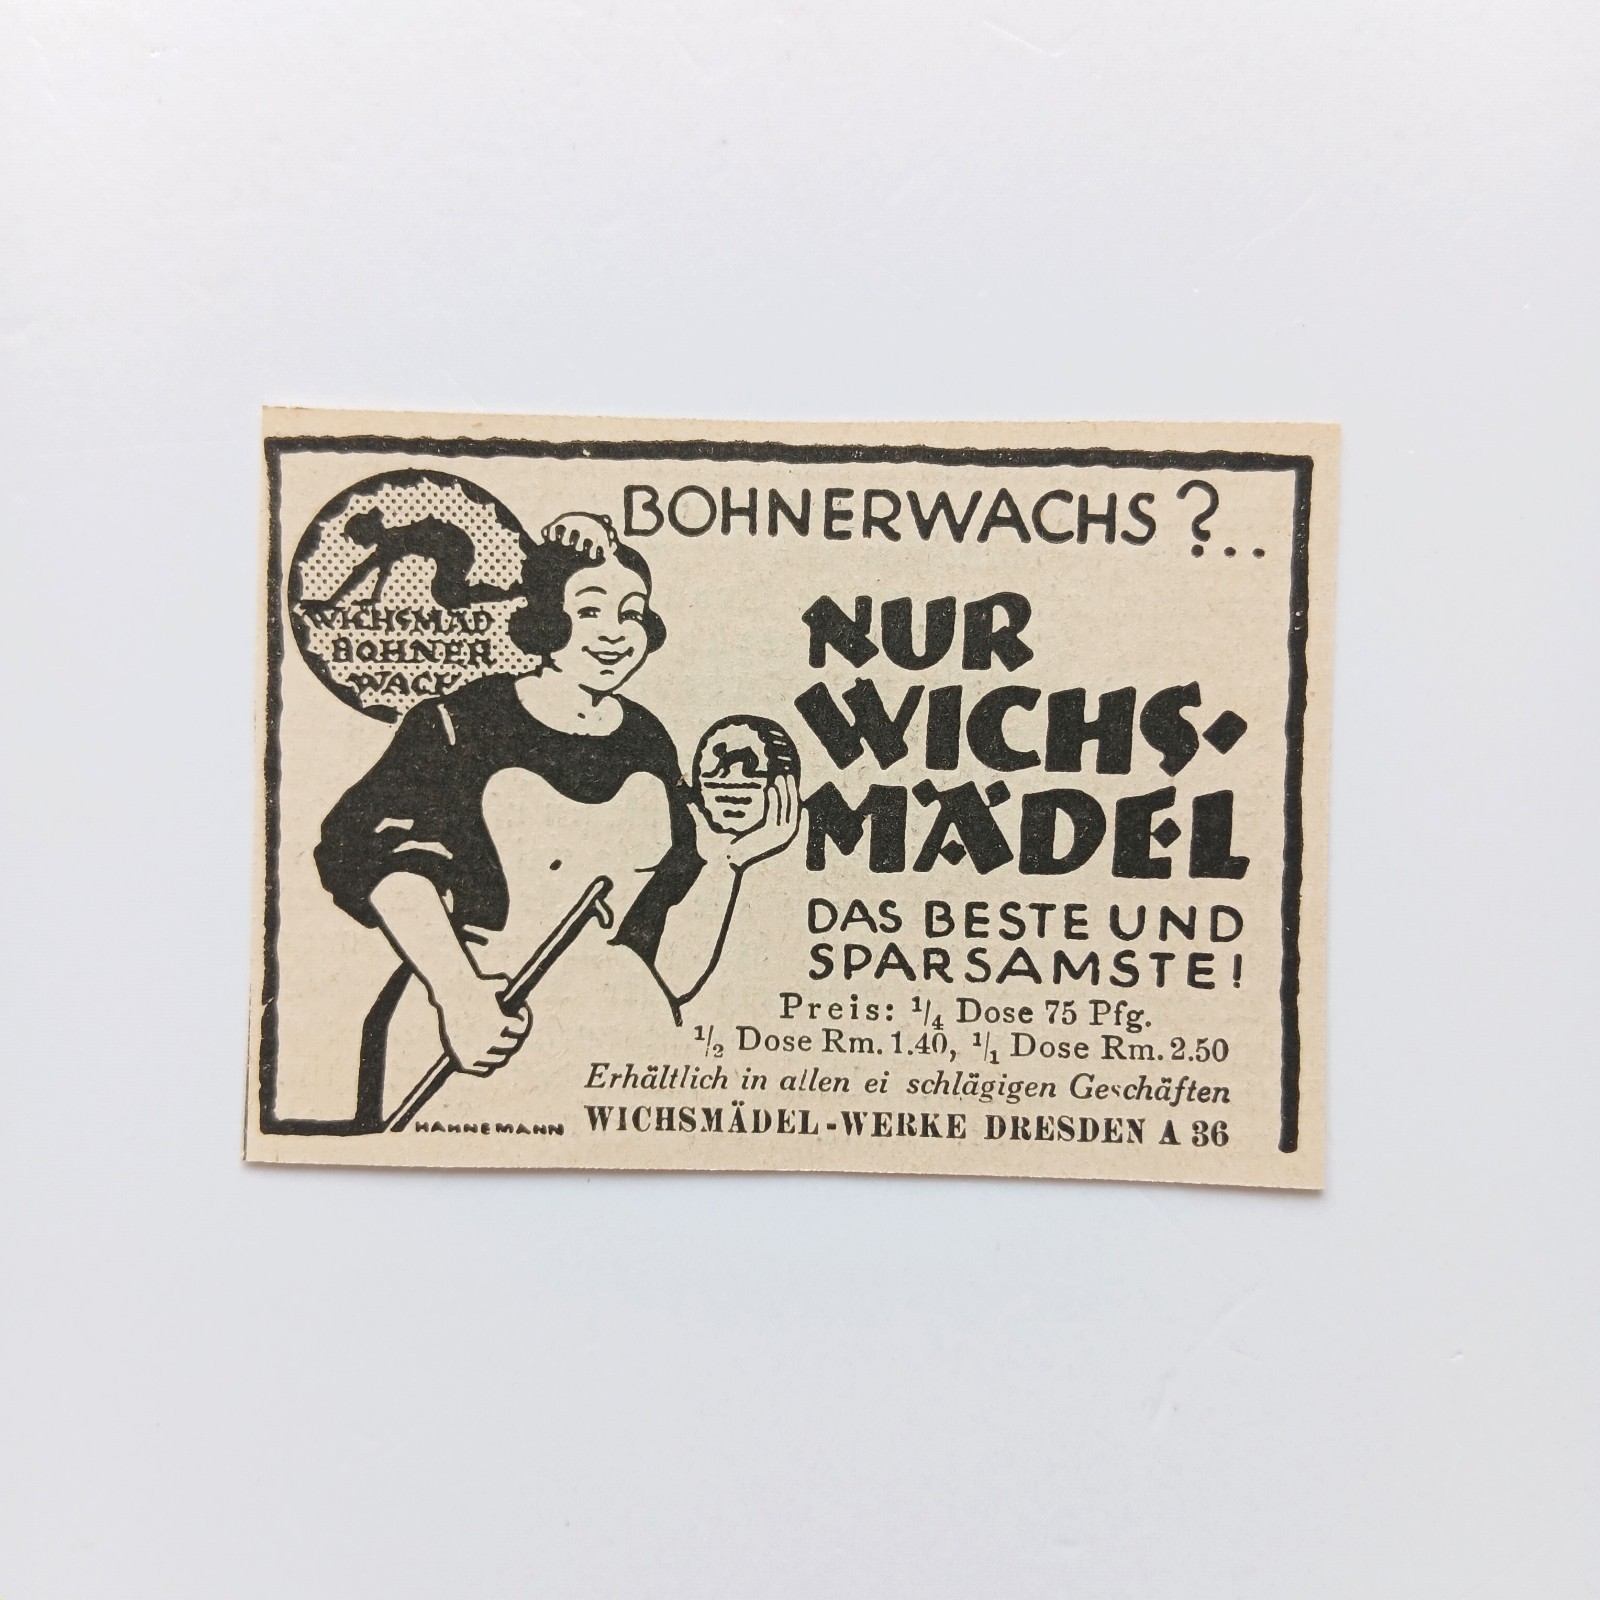 BOHNERWACHS?..
WICHSMÄD
BOHNER
WACH
NUR
WICHS-
MÄDEL
DAS BESTE UND
SPARSAMSTE!
Preis: 1/4 Dose 75 Pfg.
1/2 Dose Rm. 1.40, 1/1 Dose Rm. 2.50
Erhältlich in allen ei schlägigen Geschäften
WICHSMÄDEL-WERKE DRESDEN A 36
HAHNEMANN